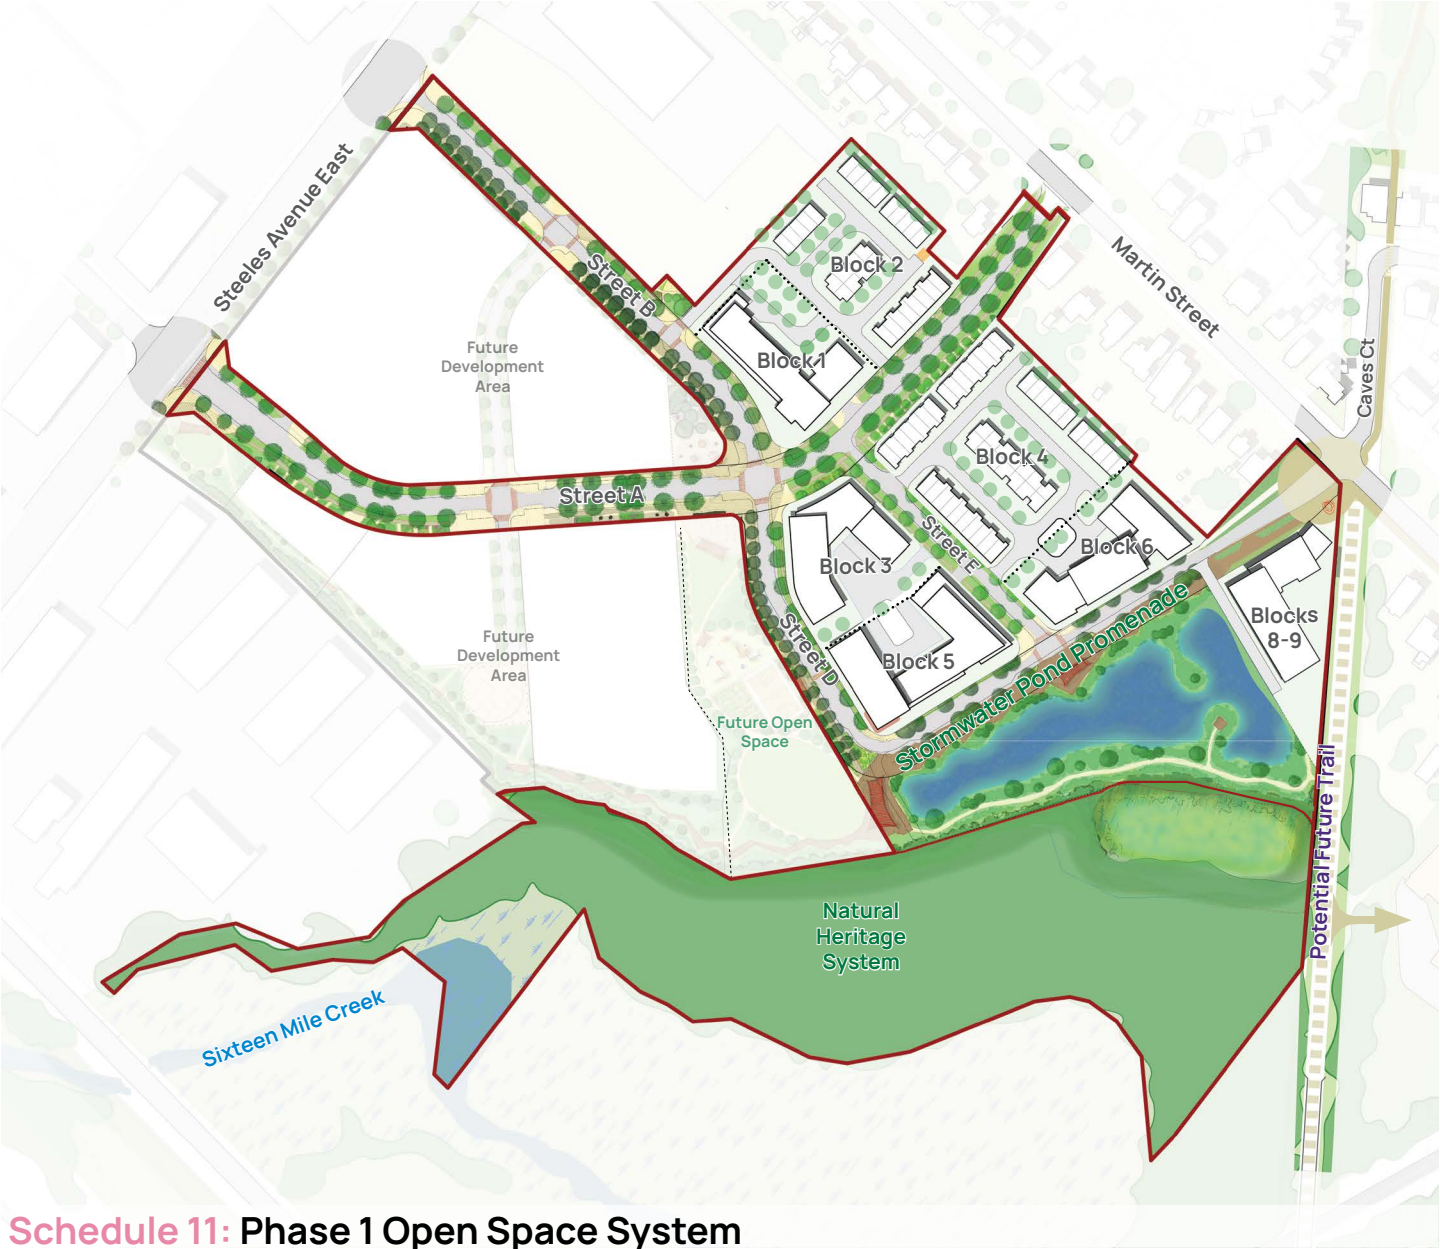 Steeles Avenue East
Street B
Block 2
Martin Street
Caves Ct
Future
Development
Area
Block 1
Block 4
Street A
Street E
Block 6
Block 3
Blocks
8-9
Future
Development
Area
Street D
Block 5
Stormwater Pond Promenade
Future Open
Space
Potential Future Trail
Natural
Heritage
System
Sixteen Mile Creek
Schedule 11: Phase 1 Open Space System